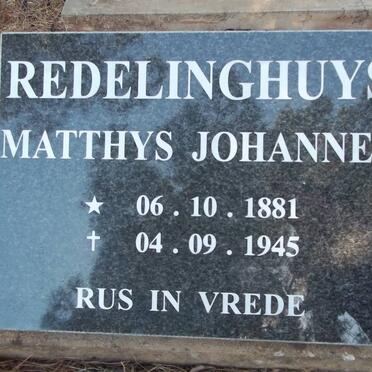 REDELINGHUYS
MATTHYS JOHANNE
★ 06 . 10 . 1881
✝ 04 . 09 . 1945
RUS IN VREDE